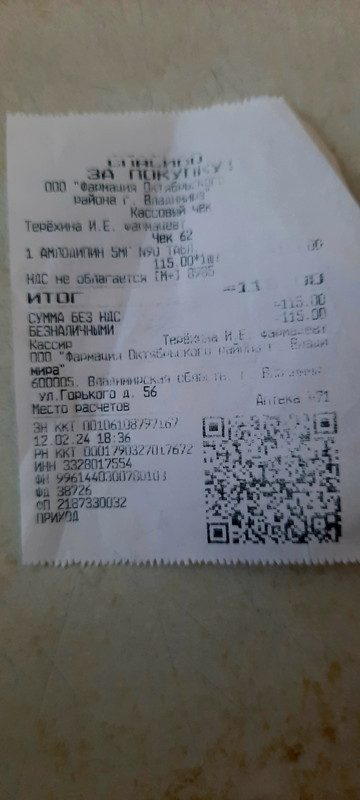 СПАСИБО
ЗА ПОКУПКУ!
ООО "Фармация Октябрьского
района г. Владимира
Кассовый чек
Терёхина И.Е. фармацевт
Чек 62
1 АМЛОДИПИН 5МГ N90 ТАБЛ.
115.00*1шт
НДС не облагается [М+] 8985
ИТОГ
СУММА БЕЗ НДС =115.00
БЕЗНАЛИЧНЫМИ =115.00
Кассир Терёхина И.Е. фармацевт
ООО "Фармация Октябрьского района г. Влади
мира"
600005, Владимирская область, г. Владимир,
ул.Горького д. 56
Место расчетов Аптека №71
ЗН ККТ 00106108797167
12.02.24 18:36
РН ККТ 0001790327017672
ИНН 3328017554
ФН 9961440300780103
ФД 38726
ФП 2187330032
ПРИХОД